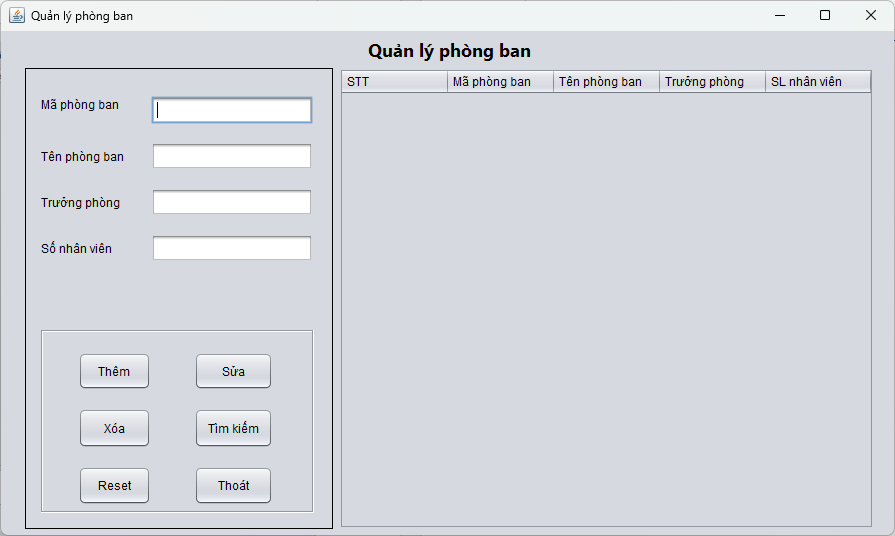 Quản lý phòng ban
Quản lý phòng ban
Mã phòng ban
Tên phòng ban
Trưởng phòng
Số nhân viên
Thêm Sửa
Xóa Tìm kiếm
Reset Thoát
STT Mã phòng ban Tên phòng ban Trưởng phòng SL nhân viên